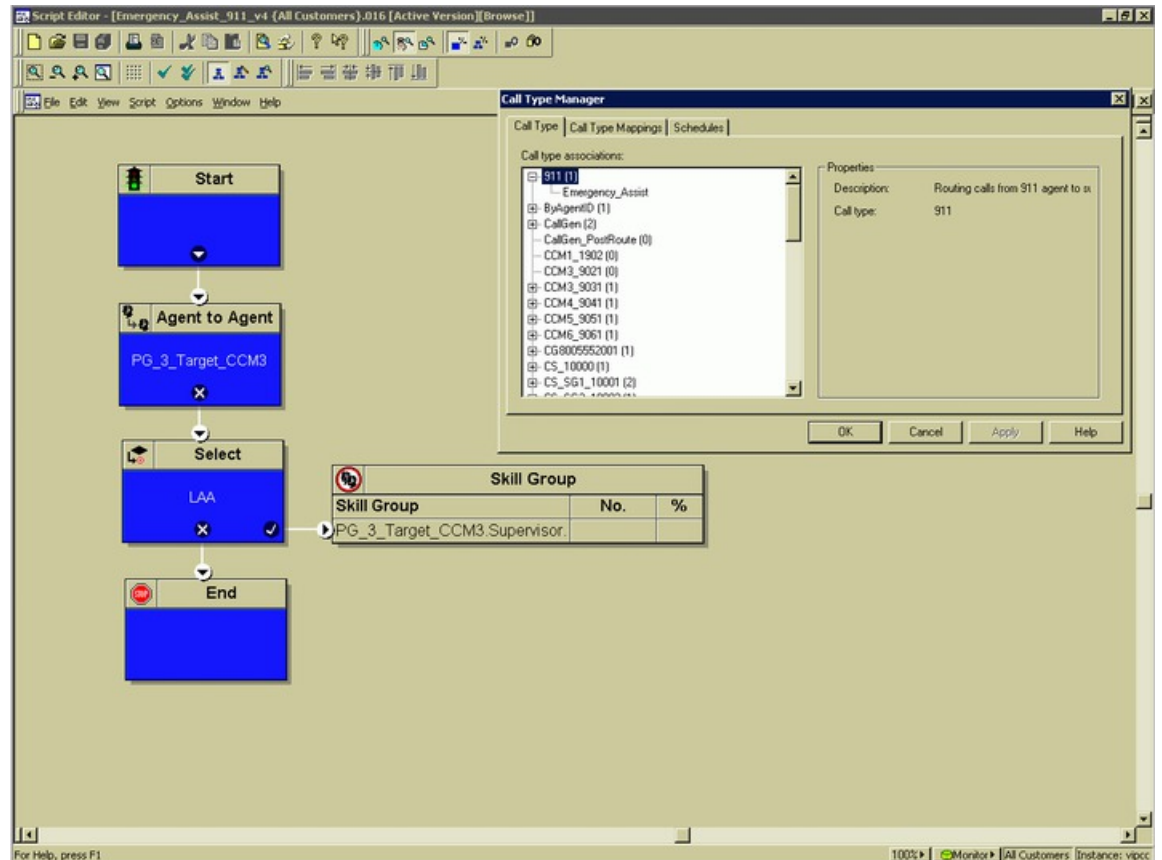 Script Editor - [Emergency_Assist_911_v4 {All Customers}.016 [Active Version][Browse]]
File Edit View Script Options Window Help
Call Type Manager
Call Type Call Type Mappings Schedules
Call type associations:
911 (1)
Emergency_Assist
ByAgentID (1)
CallGen (2)
CallGen_PostRoute (0)
CCM1_1902 (0)
CCM3_9021 (0)
CCM3_9031 (1)
CCM4_9041 (1)
CCM5_9051 (1)
CCM6_9061 (1)
CG8005552001 (1)
CS_10000 (1)
CS_SG1_10001 (2)
Properties
Description: Routing calls from 911 agent to su
Call type: 911
OK Cancel Apply Help
Start
Agent to Agent
PG_3_Target_CCM3
Select
LAA
Skill Group
Skill Group No. %
PG_3_Target_CCM3.Supervisor.
End
For Help, press F1
100% Monitor All Customers Instance: vipcc